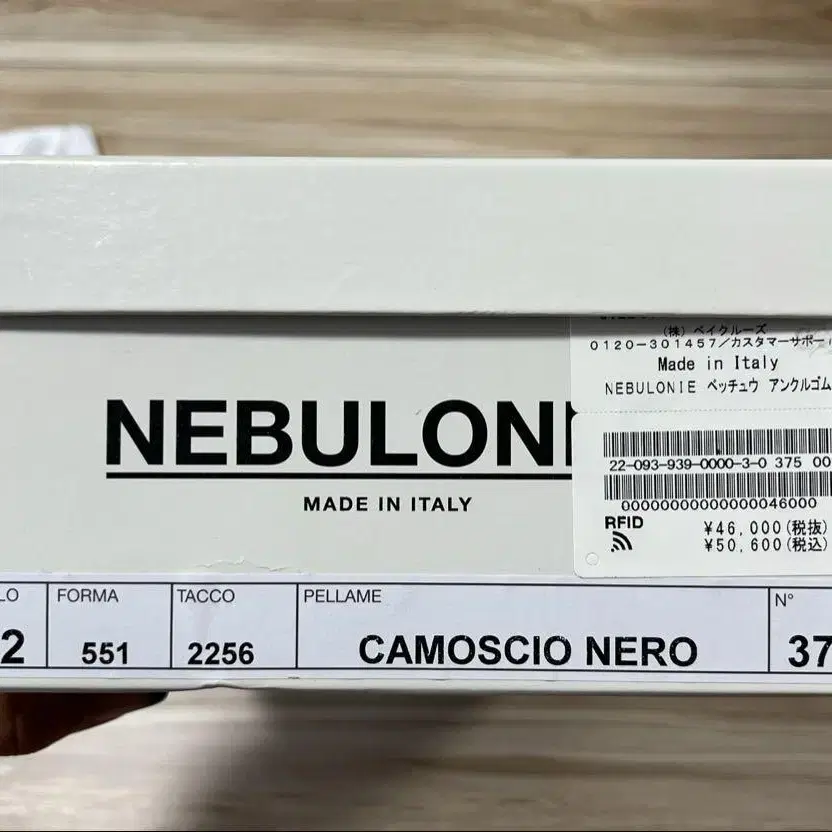 (株) ベイクルーズ
0120-301457/カスタマーサポー
Made in Italy
NEBULONIE ベッチュウ アンクルゴム
NEBULONI
MADE IN ITALY
22-093-939-0000-3-0 375 00
00000000000000046000
RFID
¥46,000(税抜)
¥50,600(税込)
LO
FORMA
TACCO
PELLAME
N°
2
551
2256
CAMOSCIO NERO
37